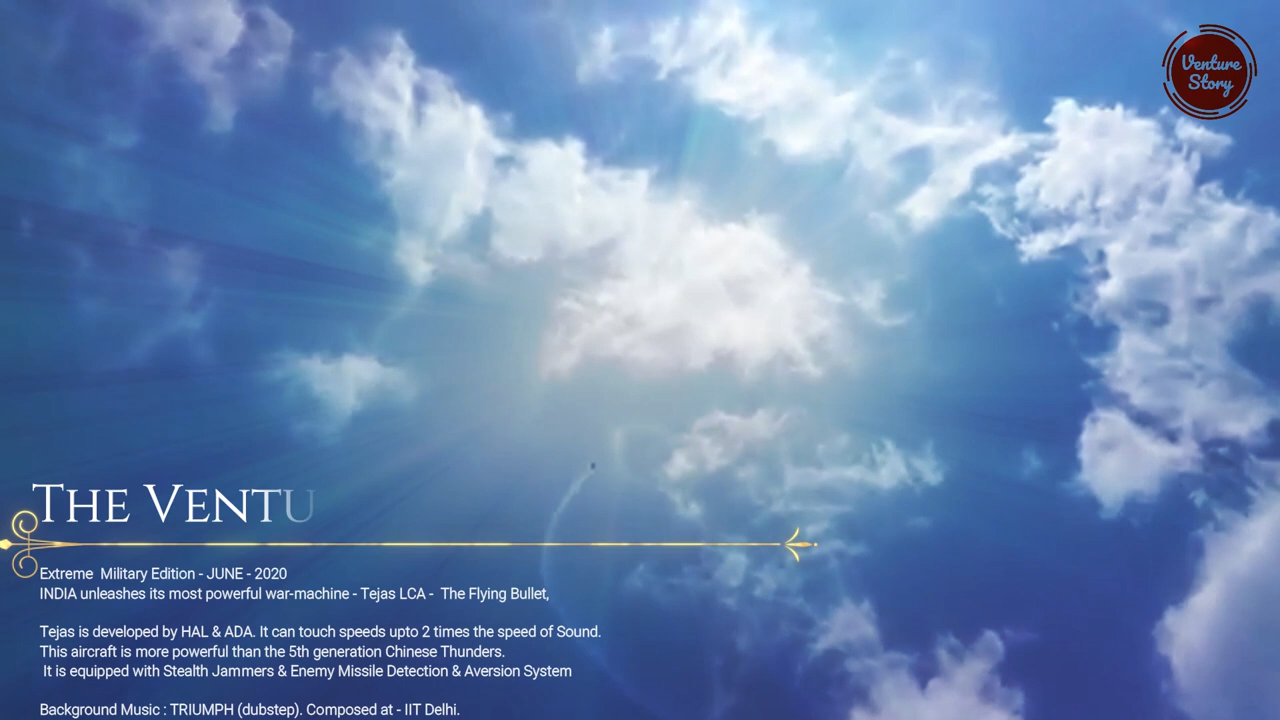 Venture
Story
THE VENTU
Extreme  Military Edition - JUNE - 2020
INDIA unleashes its most powerful war-machine - Tejas LCA -  The Flying Bullet,
Tejas is developed by HAL & ADA. It can touch speeds upto 2 times the speed of Sound.
This aircraft is more powerful than the 5th generation Chinese Thunders.
It is equipped with Stealth Jammers & Enemy Missile Detection & Aversion System
Background Music : TRIUMPH (dubstep). Composed at - IIT Delhi.